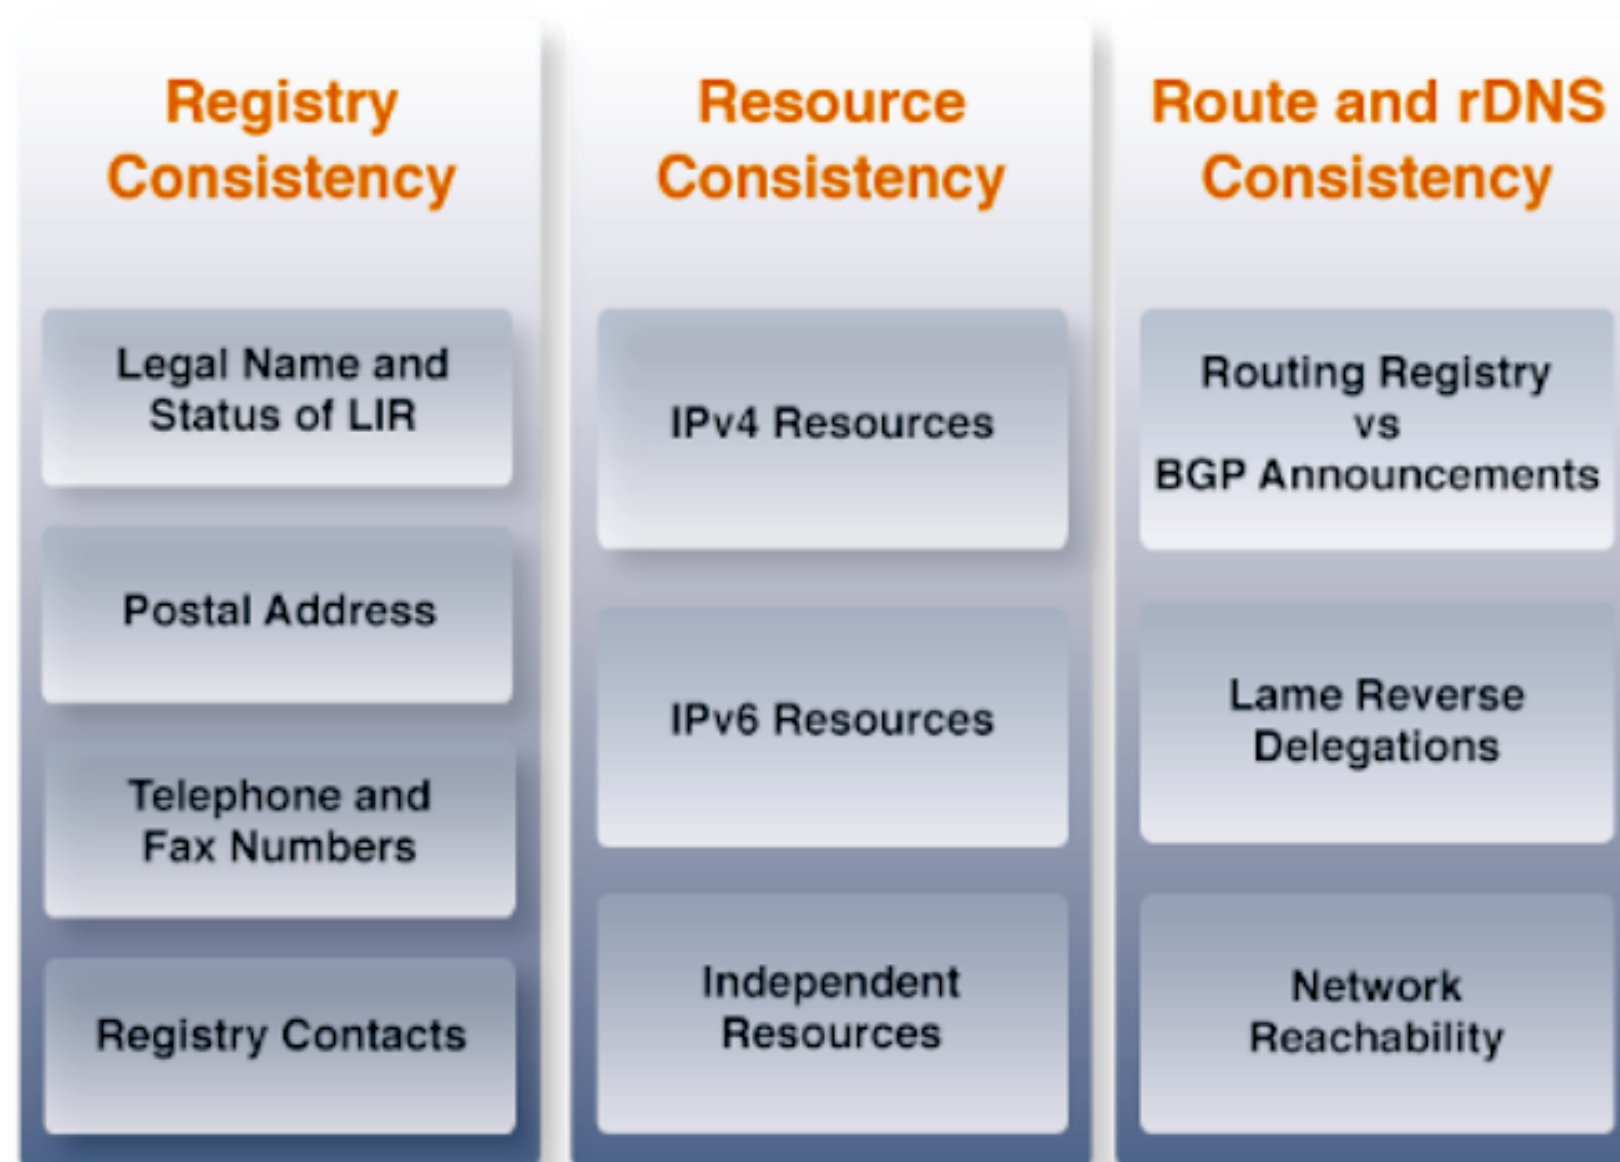 Registry
Consistency
Legal Name and
Status of LIR
Postal Address
Telephone and
Fax Numbers
Registry Contacts
Resource
Consistency
IPv4 Resources
IPv6 Resources
Independent
Resources
Route and rDNS
Consistency
Routing Registry
vs
BGP Announcements
Lame Reverse
Delegations
Network
Reachability